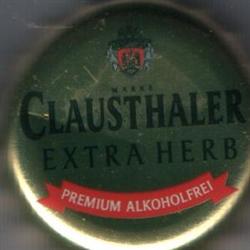 MARKE
CLAUSTHALER
EXTRA HERB
PREMIUM ALKOHOLFREI